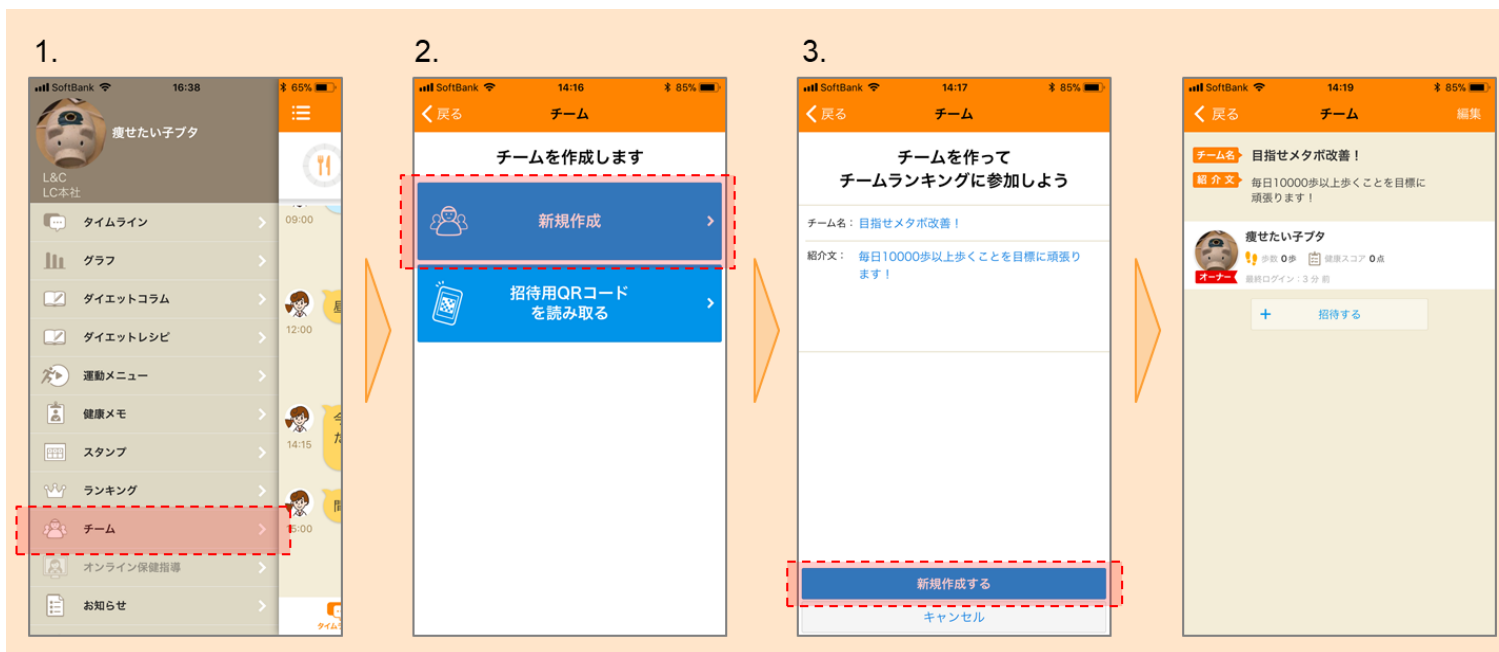 1.
SoftBank 16:38 65%
痩せたい子ブタ
L&C
LC本社
タイムライン
グラフ
ダイエットコラム
ダイエットレシピ
運動メニュー
健康メモ
スタンプ
ランキング
チーム
オンライン保健指導
お知らせ
09:00
12:00
14:15
15:00
2.
SoftBank 14:16 85%
戻る チーム
チームを作成します
新規作成
招待用QRコード
を読み取る
3.
SoftBank 14:17 85%
戻る チーム
チームを作って
チームランキングに参加しよう
チーム名： 目指せメタボ改善！
紹介文： 毎日10000歩以上歩くことを目標に頑張り
ます！
新規作成する
キャンセル
SoftBank 14:19 85%
戻る チーム 編集
チーム名 目指せメタボ改善！
紹介文 毎日10000歩以上歩くことを目標に
頑張ります！
痩せたい子ブタ
歩数 0歩 健康スコア 0点
オーナー 最終ログイン：3分前
+ 招待する